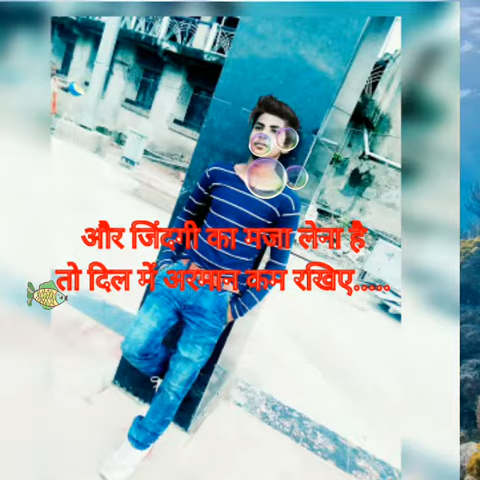 और जिंदगी का मजा लेना है
तो दिल में अरमान कम रखिए.....